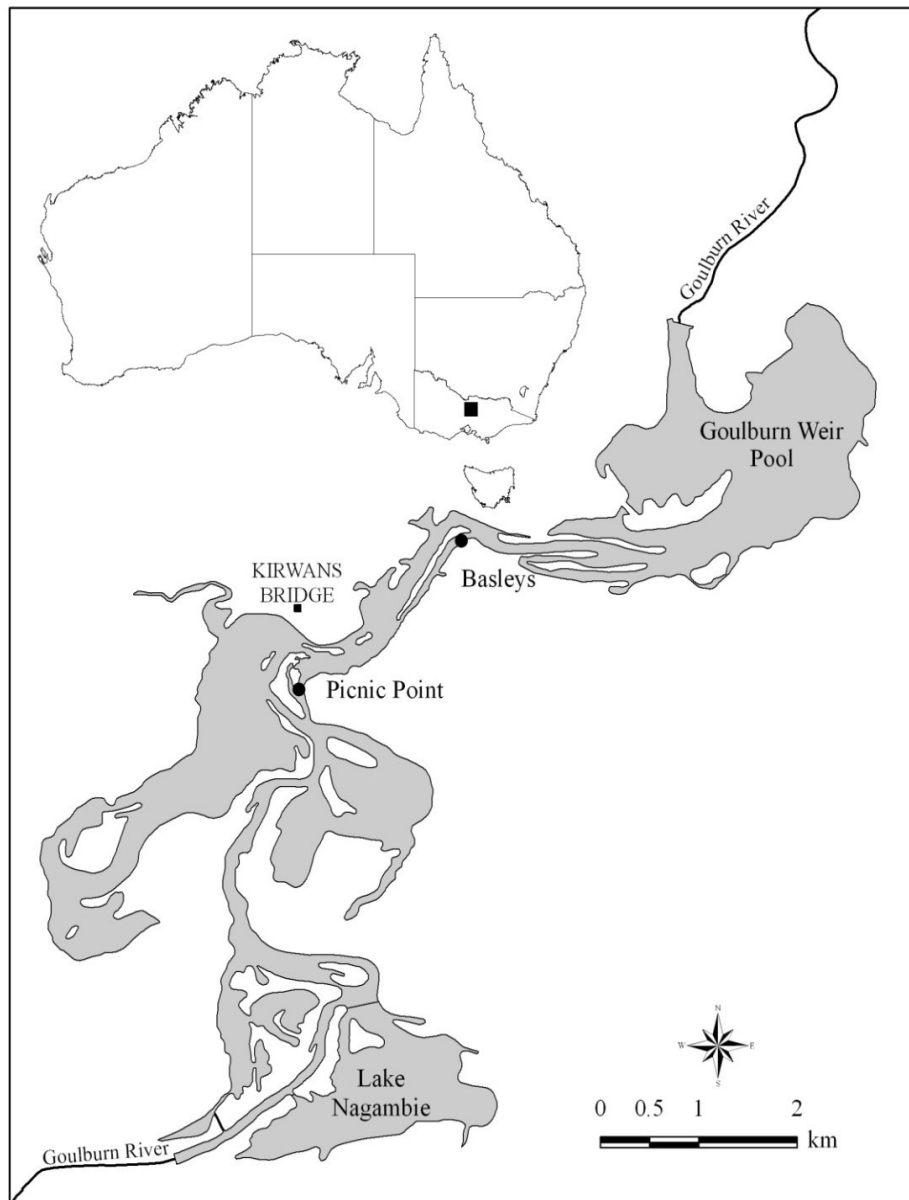 Goulburn River
Goulburn Weir
Pool
Basleys
KIRWANS
BRIDGE
Picnic Point
Lake
Nagambie
Goulburn River
N
W
E
S
0 0.5 1 2
km